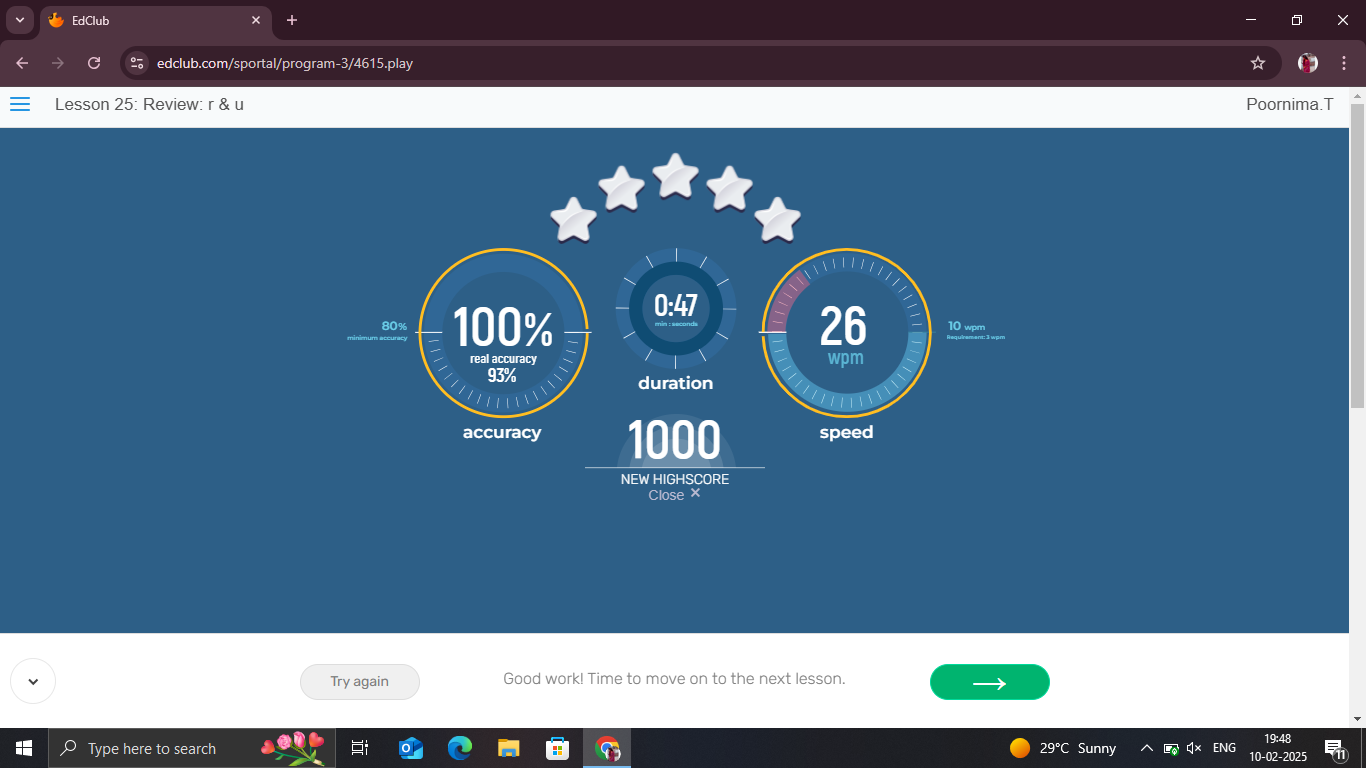 EdClub
edclub.com/sportal/program-3/4615.play
Lesson 25: Review: r & u
Poornima.T
80%
minimum accuracy
100%
real accuracy
93%
accuracy
0:47
min : seconds
duration
26
wpm
speed
10 wpm
Requirement: 3 wpm
1000
NEW HIGHSCORE
Close ×
Try again
Good work! Time to move on to the next lesson.
Type here to search
29°C Sunny
ENG
19:48
10-02-2025
11